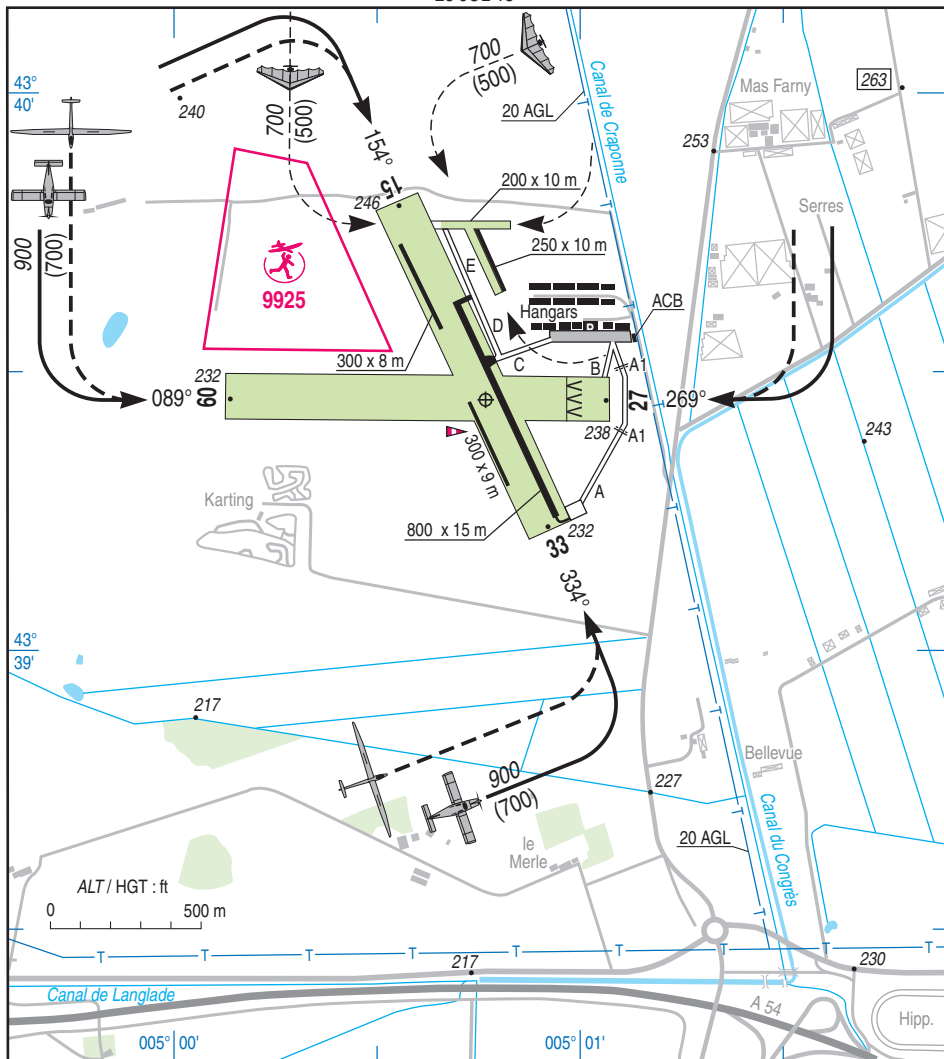 43°
40'
240
700
(500)
154°
700
(500)
20 AGL
Canal de Craponne
Mas Farny
263
253
Serres
15
246
200 x 10 m
250 x 10 m
E
9925
900
(700)
Hangars
ACB
D
C
B
A1
300 x 8 m
232
089°
09
27
269°
238
A1
243
300 x 9 m
A
Karting
800 x 15 m
232
33
334°
43°
39'
217
900
(700)
227
Bellevue
le
Merle
20 AGL
Canal du Congrès
ALT / HGT : ft
0 500 m
T
217
230
Canal de Langlade
A 54
Hipp.
005° 00'
005° 01'